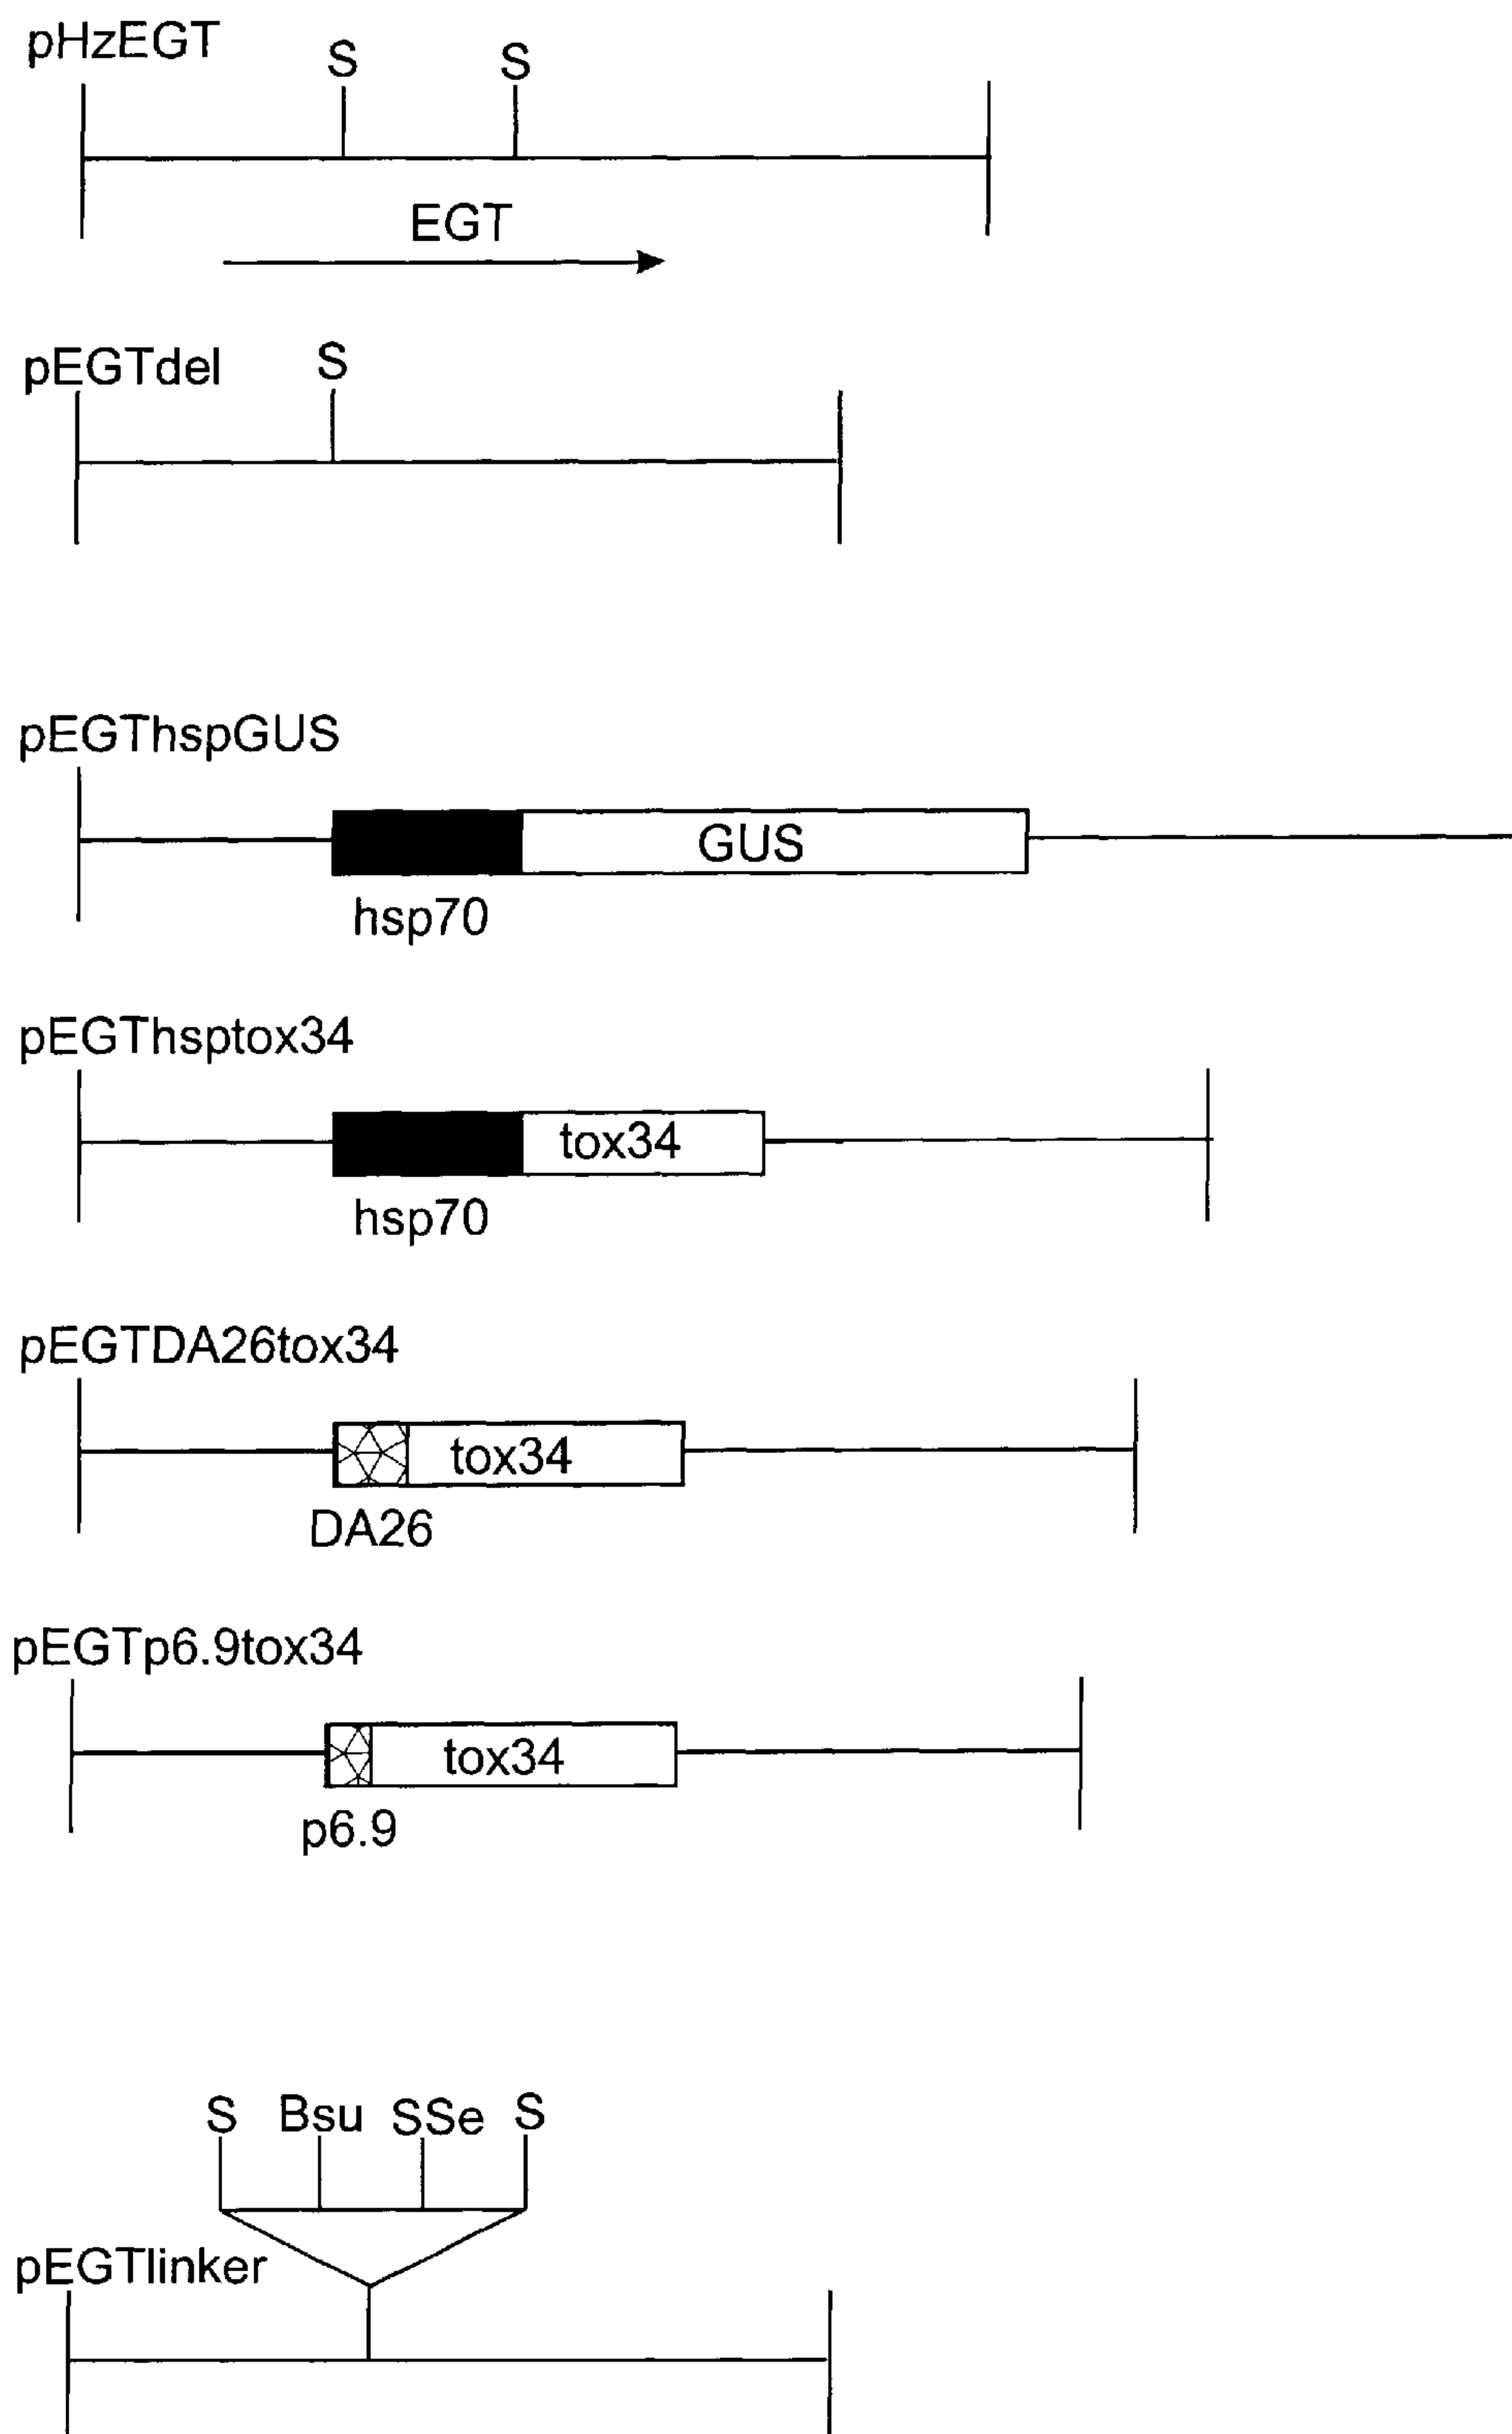 pHzEGT
S S
EGT
pEGTdel
S
pEGThspGUS
GUS
hsp70
pEGThsptox34
tox34
hsp70
pEGTDA26tox34
tox34
DA26
pEGTp6.9tox34
tox34
p6.9
S Bsu SSe S
pEGTlinker